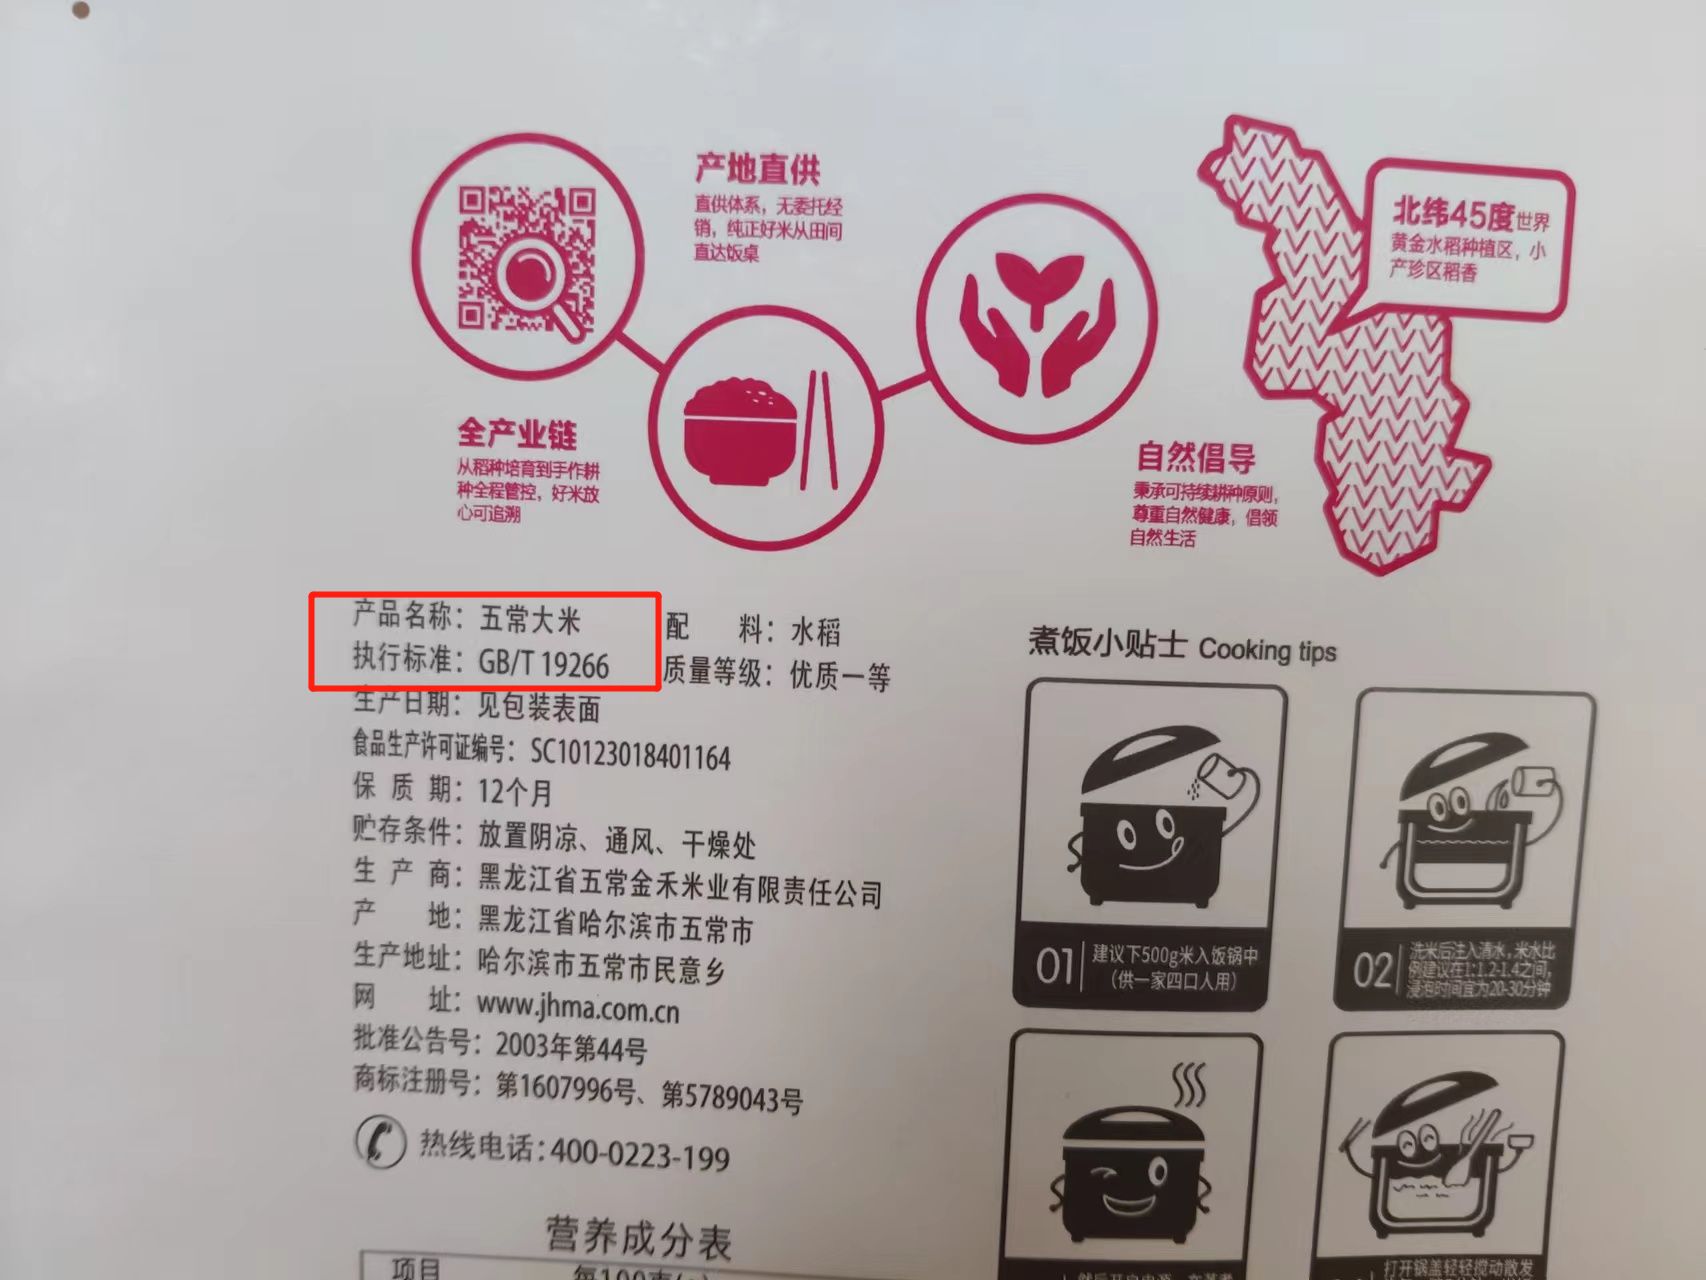 产地直供
直供体系，无委托经
销，纯正好米从田间
直达饭桌
北纬45度世界
黄金水稻种植区，小
产珍区稻香
全产业链
从稻种培育到手作耕
种全程管控，好米放
心可追溯
自然倡导
秉承可持续耕种原则，
尊重自然健康，倡领
自然生活
产品名称：五常大米
配 料：水稻
执行标准：GB/T 19266
质量等级：优质一等
生产日期：见包装表面
食品生产许可证编号：SC10123018401164
保 质 期：12个月
贮存条件：放置阴凉、通风、干燥处
生 产 商：黑龙江省五常金禾米业有限责任公司
产 地：黑龙江省哈尔滨市五常市
生产地址：哈尔滨市五常市民意乡
网 址：www.jhma.com.cn
批准公告号：2003年第44号
商标注册号：第1607996号、第5789043号
热线电话：400-0223-199
营养成分表
项目
每100克(g)
煮饭小贴士 Cooking tips
01
建议下500g米入饭锅中
（供一家四口人用）
02
洗米后注入清水，米水比
例建议在1:1.2-1.4之间，
浸泡时间宜为20-30分钟
打开锅盖轻轻搅动散发